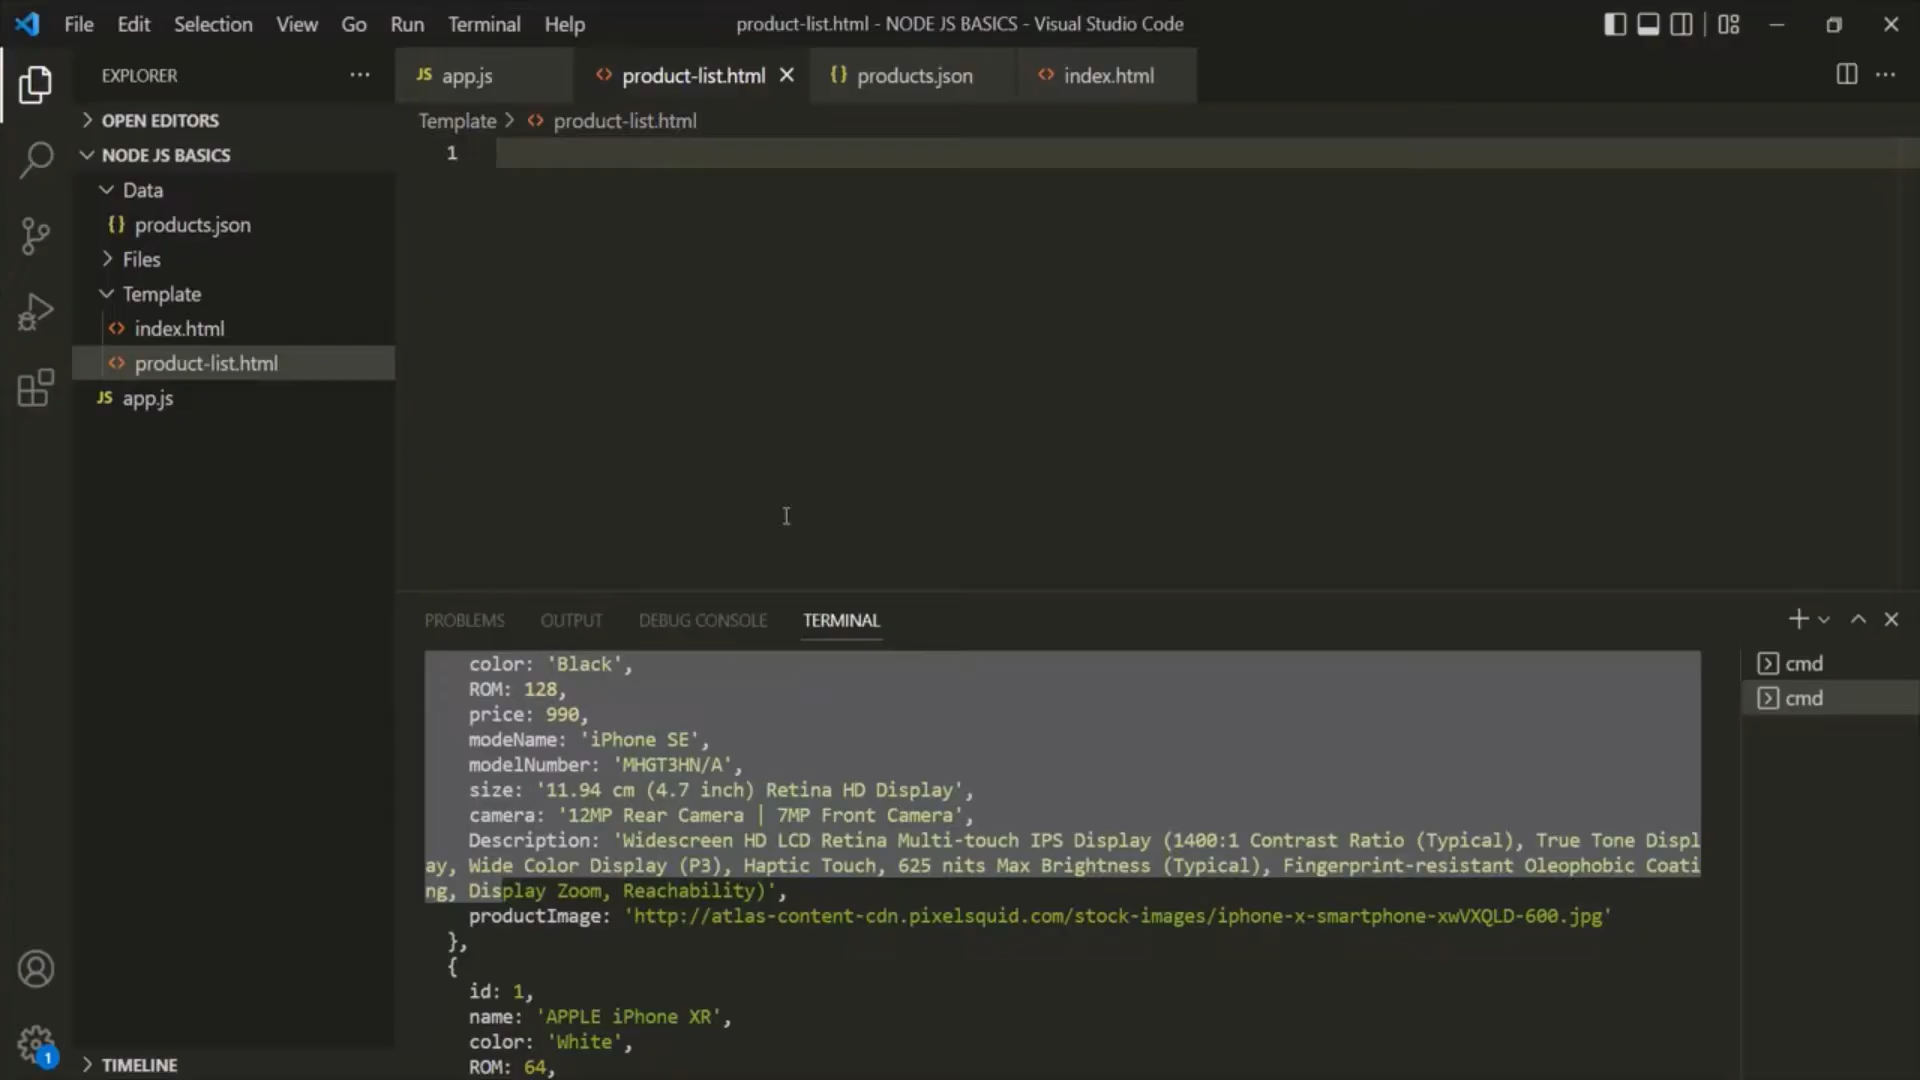 File Edit Selection View Go Run Terminal Help
product-list.html - NODE JS BASICS - Visual Studio Code
EXPLORER
OPEN EDITORS
NODE JS BASICS
Data
{} products.json
Files
Template
<> index.html
<> product-list.html
JS app.js
TIMELINE
1
JS app.js
<> product-list.html
{} products.json
<> index.html
Template > <> product-list.html
1
PROBLEMS OUTPUT DEBUG CONSOLE TERMINAL
color: 'Black',
ROM: 128,
price: 990,
modeName: 'iPhone SE',
modelNumber: 'MHGT3HN/A',
size: '11.94 cm (4.7 inch) Retina HD Display',
camera: '12MP Rear Camera | 7MP Front Camera',
Description: 'Widescreen HD LCD Retina Multi-touch IPS Display (1400:1 Contrast Ratio (Typical), True Tone Displ
ay, Wide Color Display (P3), Haptic Touch, 625 nits Max Brightness (Typical), Fingerprint-resistant Oleophobic Coati
ng, Display Zoom, Reachability)',
productImage: 'http://atlas-content-cdn.pixelsquid.com/stock-images/iphone-x-smartphone-xwVXQLD-600.jpg'
},
{
id: 1,
name: 'APPLE iPhone XR',
color: 'White',
ROM: 64,
cmd
cmd